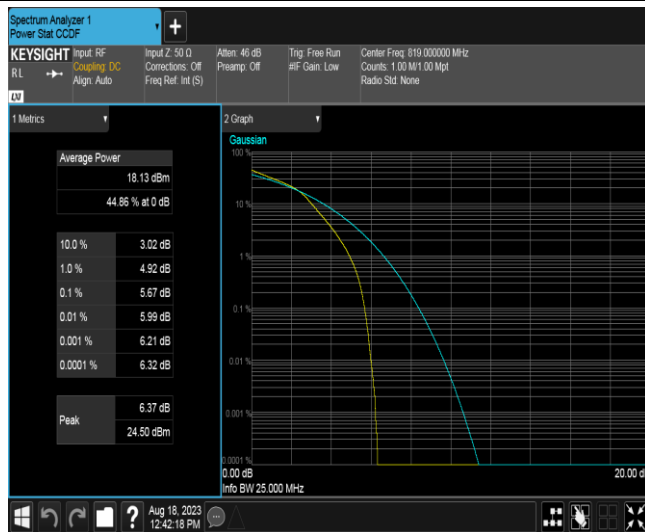 Spectrum Analyzer 1
Power Stat CCDF
+
KEYSIGHT
RL
LXI
Input: RF
Coupling: DC
Align: Auto
Input Z: 50 Ω
Corrections: Off
Freq Ref: Int (S)
Atten: 46 dB
Preamp: Off
Trig: Free Run
#IF Gain: Low
Center Freq: 819.000000 MHz
Counts: 1.00 M/1.00 Mpt
Radio Std: None
1 Metrics
Average Power
18.13 dBm
44.86 % at 0 dB
10.0 % 3.02 dB
1.0 % 4.92 dB
0.1 % 5.67 dB
0.01 % 5.99 dB
0.001 % 6.21 dB
0.0001 % 6.32 dB
Peak
6.37 dB
24.50 dBm
2 Graph
Gaussian
100 %
10 %
1 %
0.1 %
0.01 %
0.001 %
0.0001 %
0.00 dB
20.00 d
Info BW 25.000 MHz
?
Aug 18, 2023
12:42:18 PM